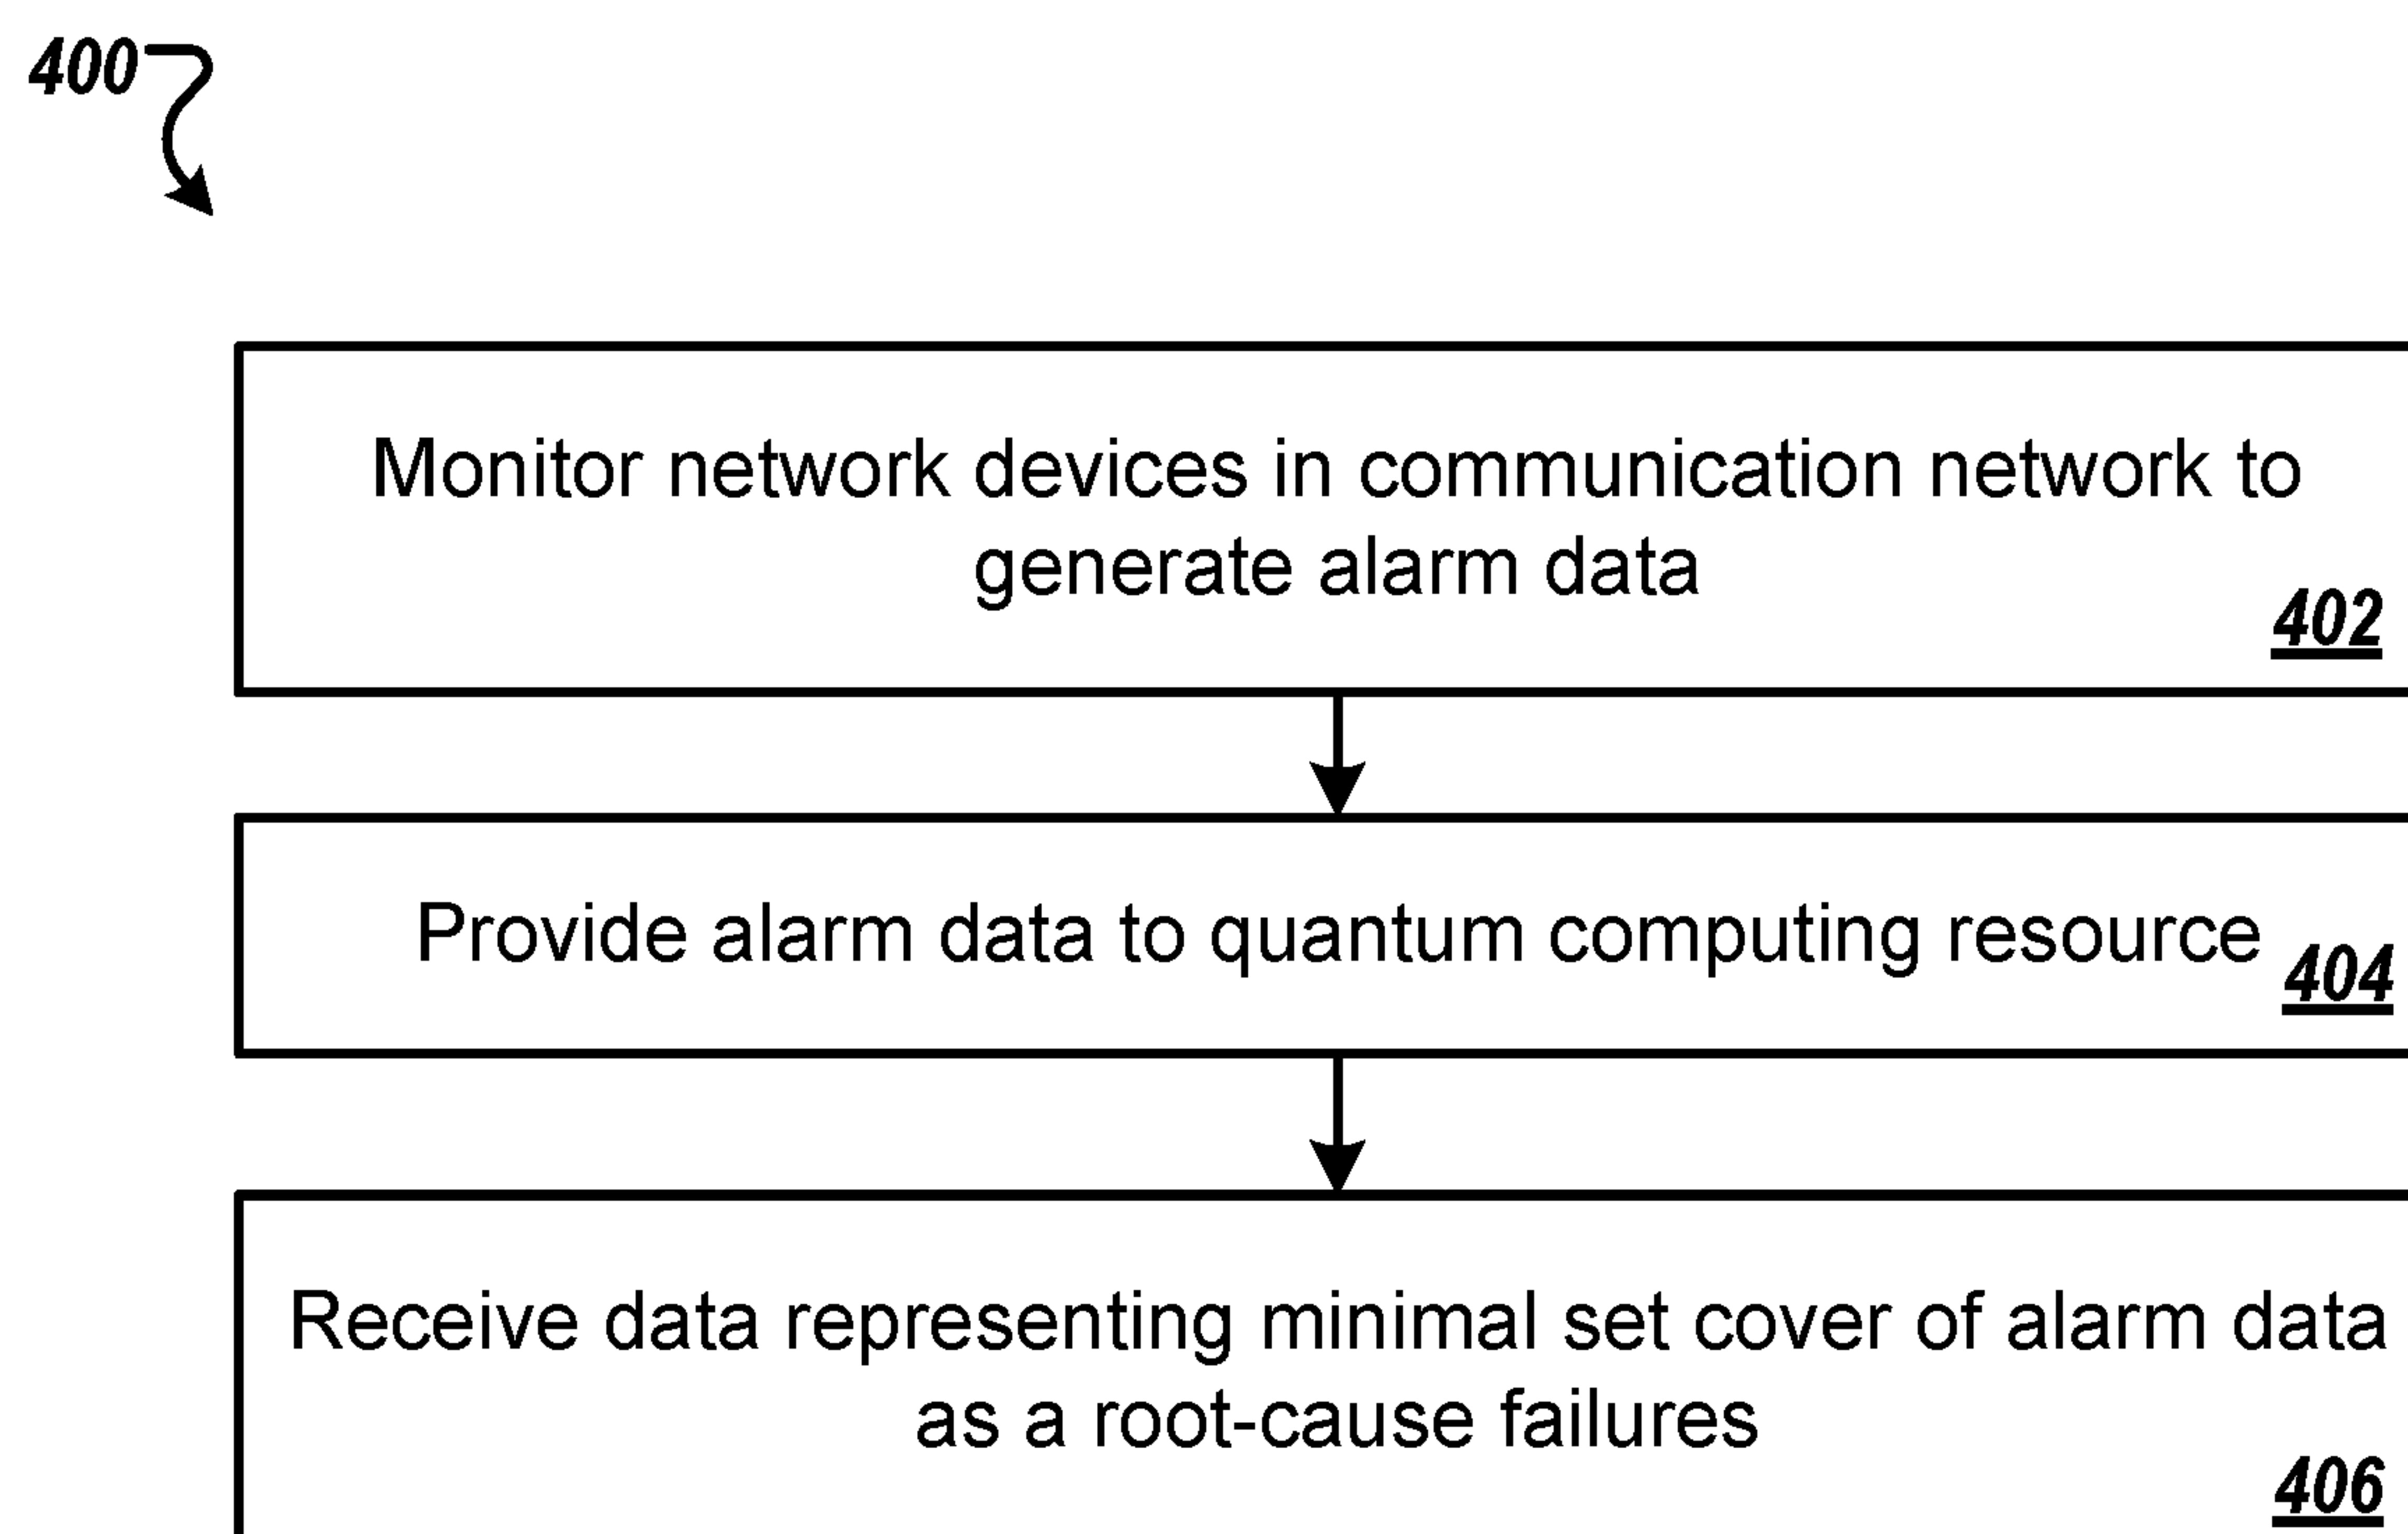 400
Monitor network devices in communication network to
generate alarm data
402
Provide alarm data to quantum computing resource
404
Receive data representing minimal set cover of alarm data
as a root-cause failures
406